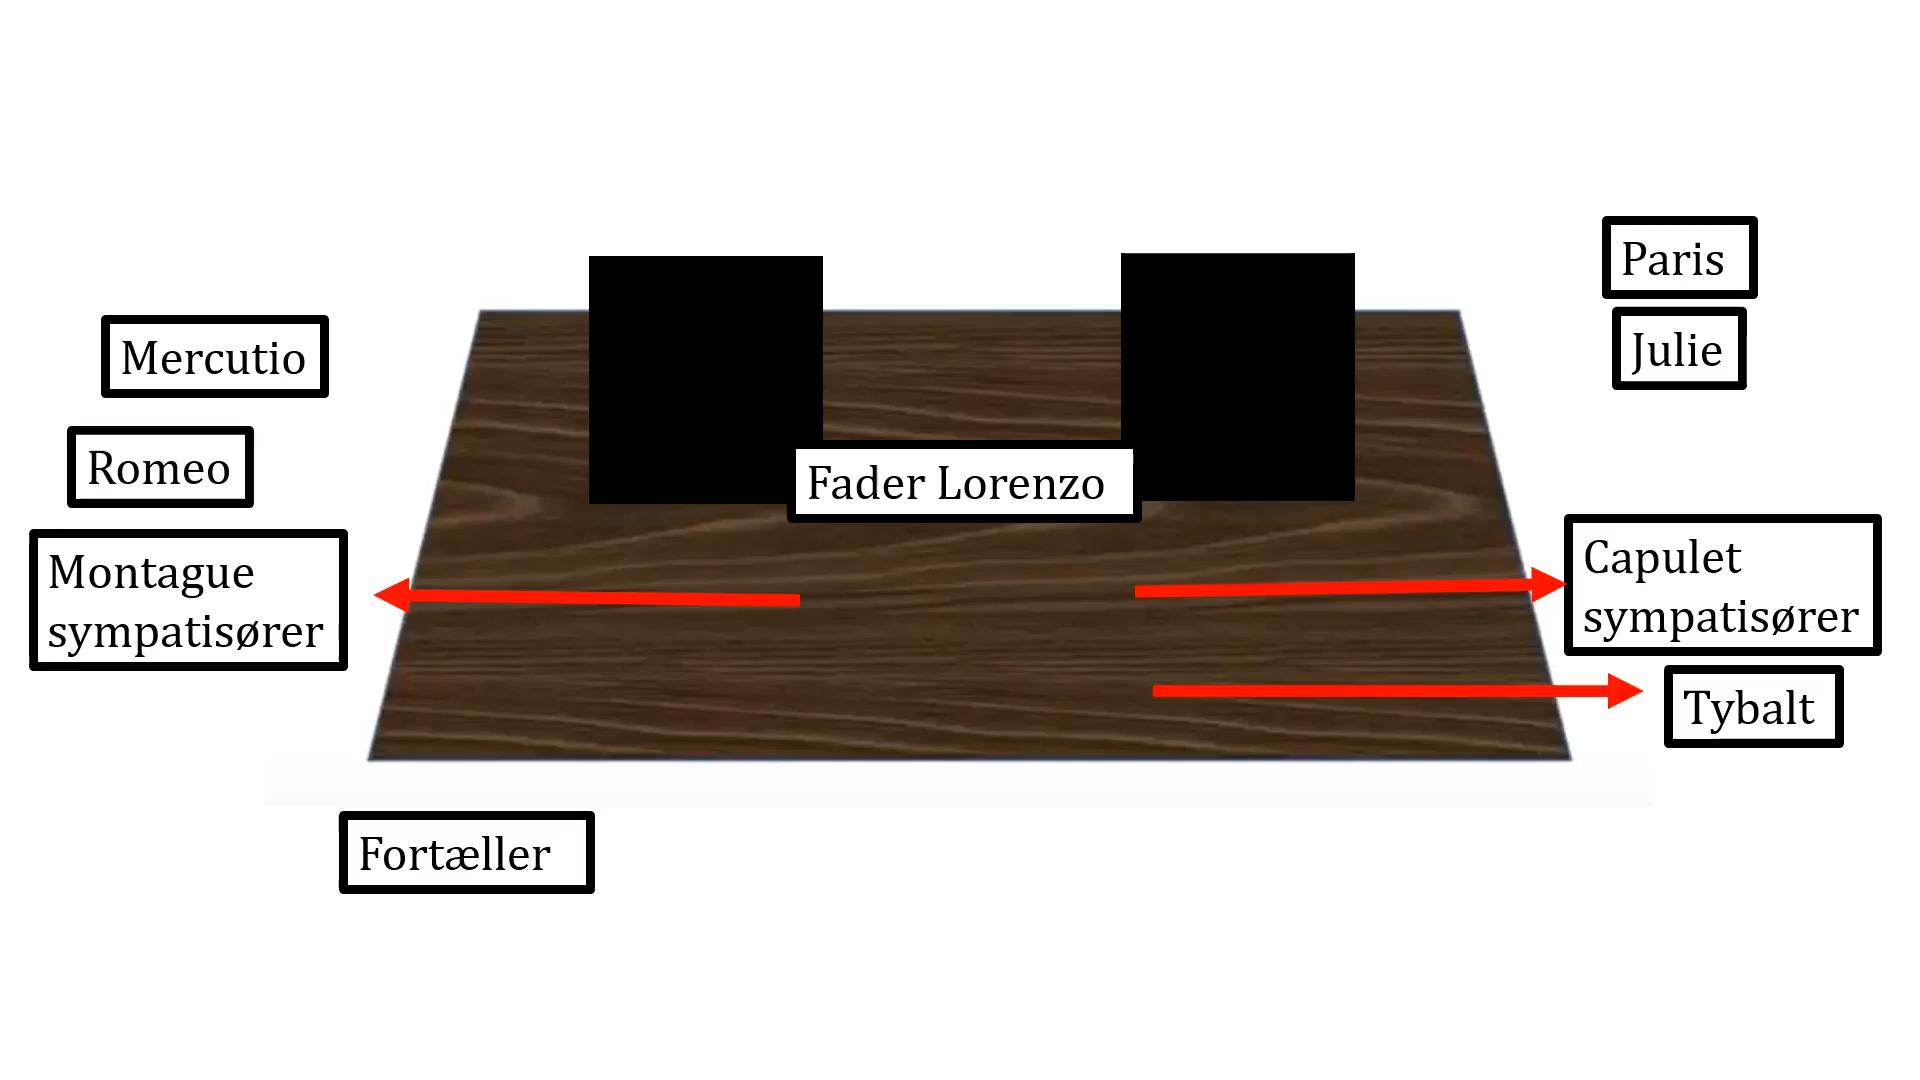 Paris
Mercutio
Julie
Romeo
Fader Lorenzo
Montague
sympatisører
Capulet
sympatisører
Tybalt
Fortæller